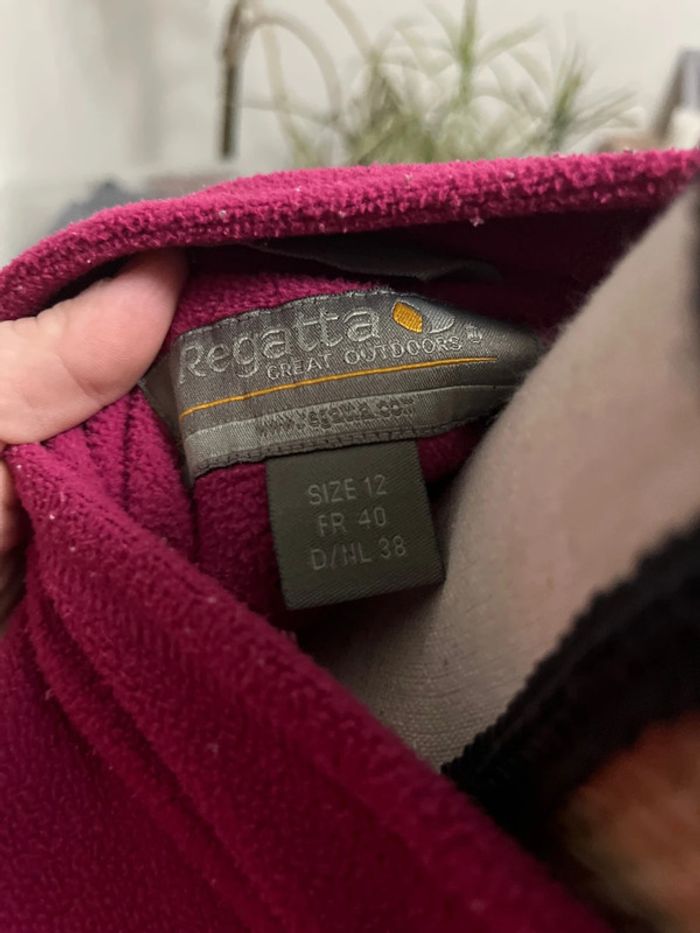 Regatta
GREAT OUTDOORS
www.regatta.com
SIZE 12
FR 40
D/NL 38